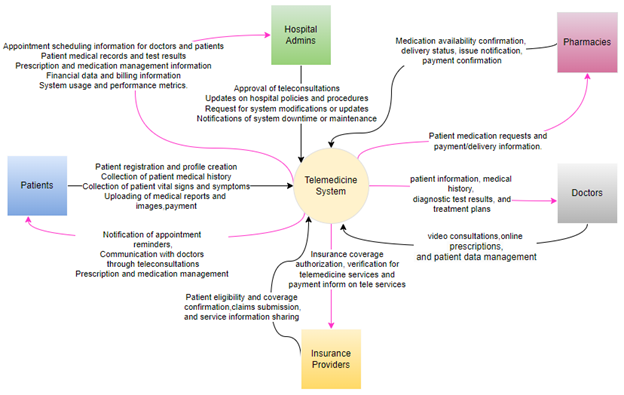 Hospital
Admins
Appointment scheduling information for doctors and patients
Patient medical records and test results
Prescription and medication management information
Financial data and billing information
System usage and performance metrics.
Medication availability confirmation,
delivery status, issue notification,
payment confirmation
Pharmacies
Approval of teleconsultations
Updates on hospital policies and procedures
Request for system modifications or updates
Notifications of system downtime or maintenance
Patient medication requests and
payment/delivery information.
Patients
Patient registration and profile creation
Collection of patient medical history
Collection of patient vital signs and symptoms
Uploading of medical reports and
images,payment
Telemedicine
System
patient information, medical
history,
diagnostic test results, and
treatment plans
Doctors
Notification of appointment
reminders,
Communication with doctors
through teleconsultations
Prescription and medication management
video consultations,online
prescriptions,
and patient data management
Insurance coverage
authorization, verification for
telemedicine services and
payment inform on tele services
Patient eligibility and coverage
confirmation,claims submission,
and service information sharing
Insurance
Providers